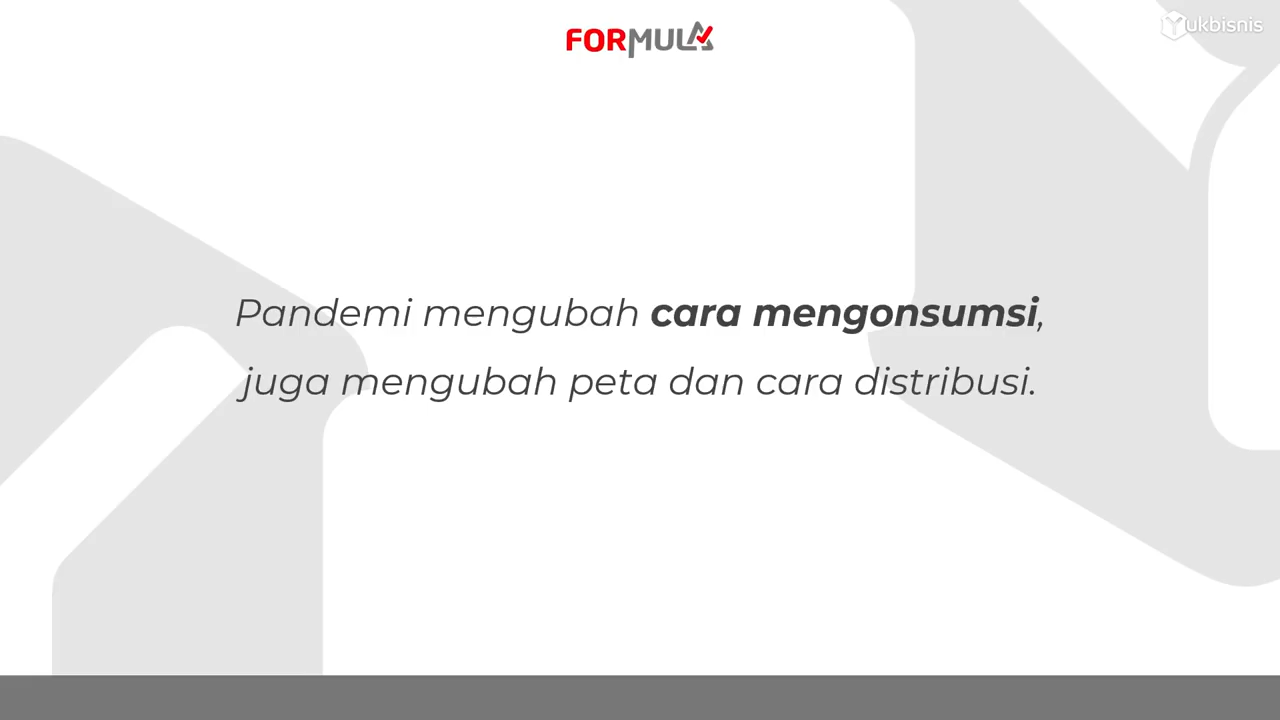 FORMULA
Yukbisnis
Pandemi mengubah cara mengonsumsi,
juga mengubah peta dan cara distribusi.